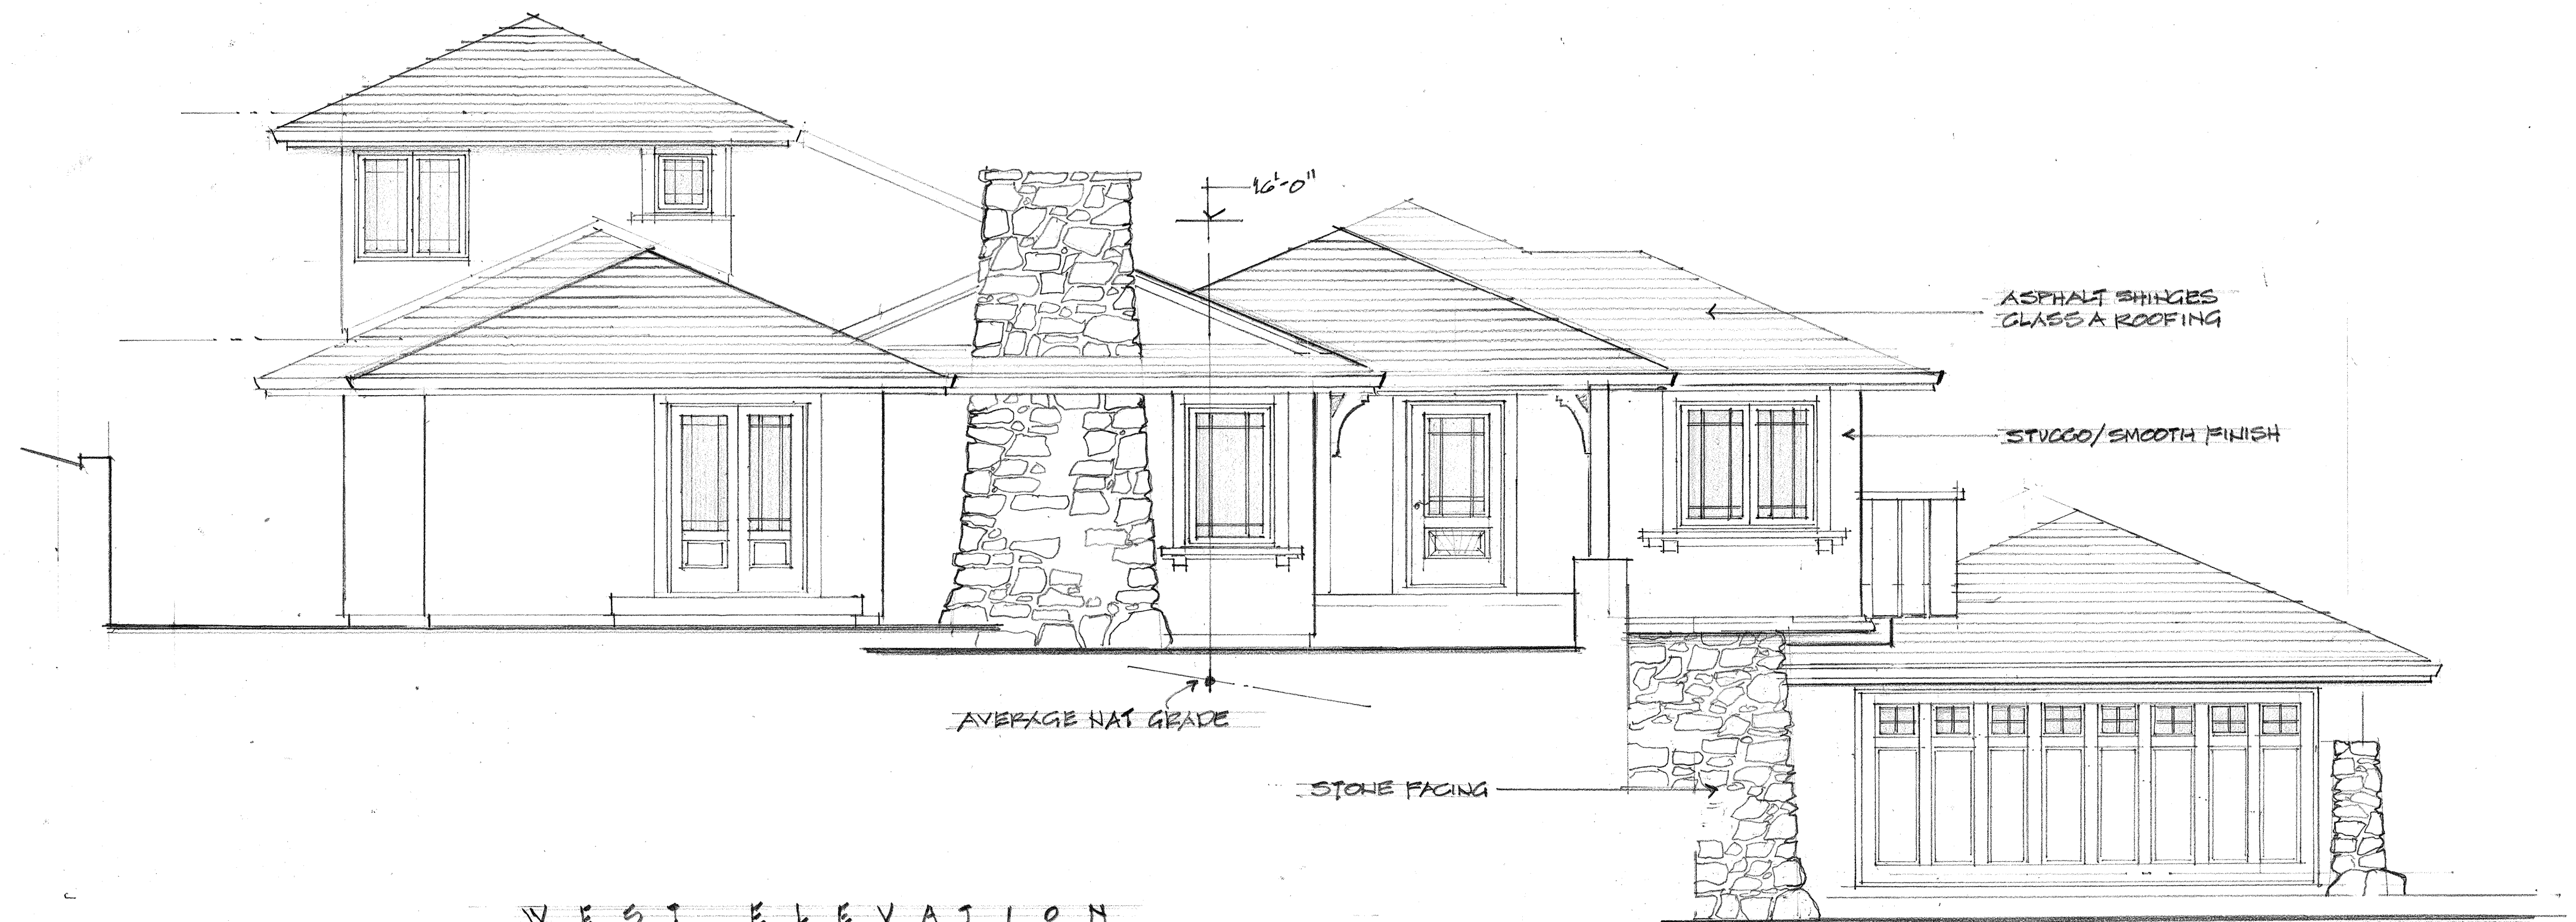 16'-0"
ASPHALT SHINGES
CLASS A ROOFING
STUCCO/SMOOTH FINISH
AVERAGE NAT GRADE
STONE FACING
WEST ELEVATION